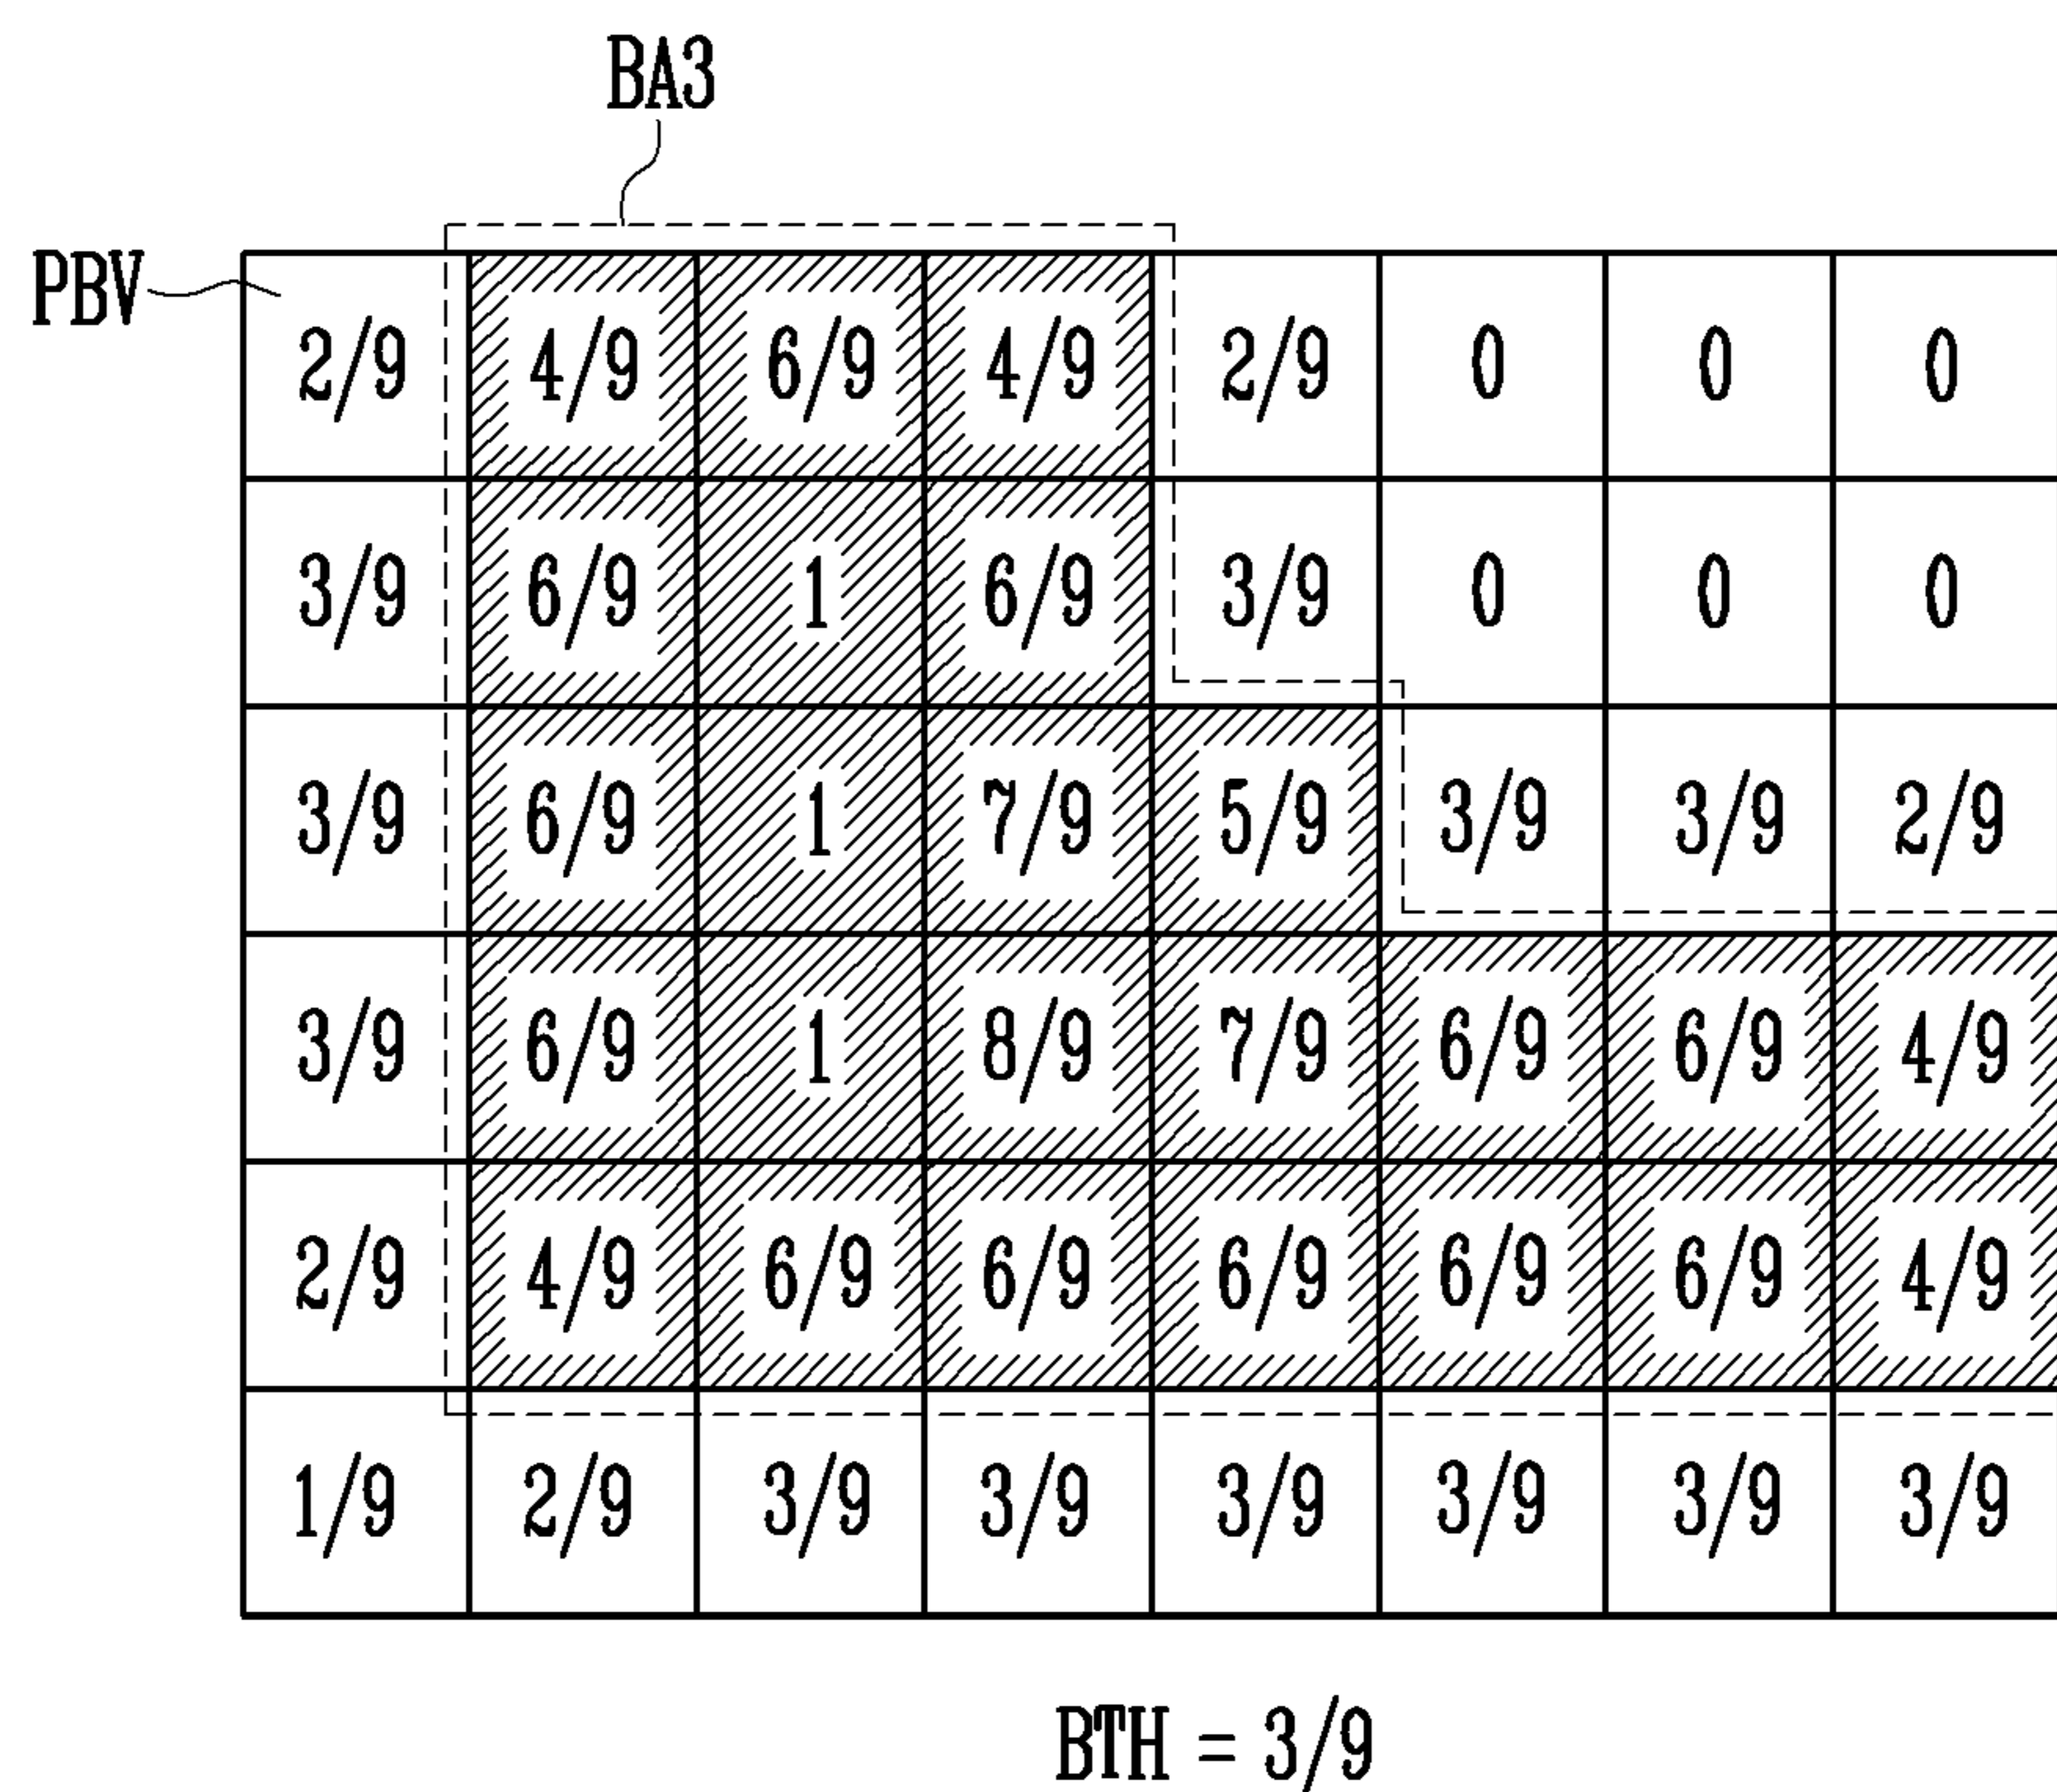 BA3
PBV
2/9 4/9 6/9 4/9 2/9 0 0 0
3/9 6/9 1 6/9 3/9 0 0 0
3/9 6/9 1 7/9 5/9 3/9 3/9 2/9
3/9 6/9 1 8/9 7/9 6/9 6/9 4/9
2/9 4/9 6/9 6/9 6/9 6/9 6/9 4/9
1/9 2/9 3/9 3/9 3/9 3/9 3/9 3/9
BTH = 3/9